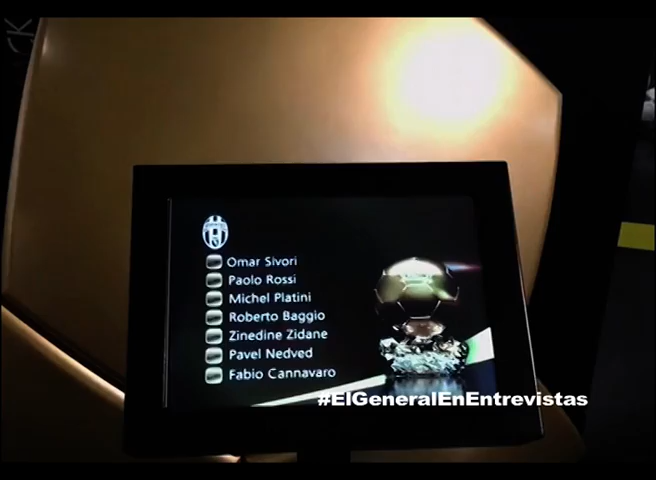 Omar Sivori
Paolo Rossi
Michel Platini
Roberto Baggio
Zinedine Zidane
Pavel Nedved
Fabio Cannavaro
#ElGeneralEnEntrevistas